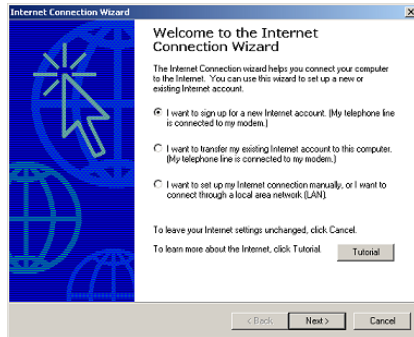 Internet Connection Wizard
Welcome to the Internet
Connection Wizard
The Internet Connection wizard helps you connect your computer
to the Internet. You can use this wizard to set up a new or
existing Internet account.
I want to sign up for a new Internet account. (My telephone line
is connected to my modem.)
I want to transfer my existing Internet account to this computer.
(My telephone line is connected to my modem.)
I want to set up my Internet connection manually, or I want to
connect through a local area network (LAN).
To leave your Internet settings unchanged, click Cancel.
To learn more about the Internet, click Tutorial.
Tutorial
< Back
Next >
Cancel